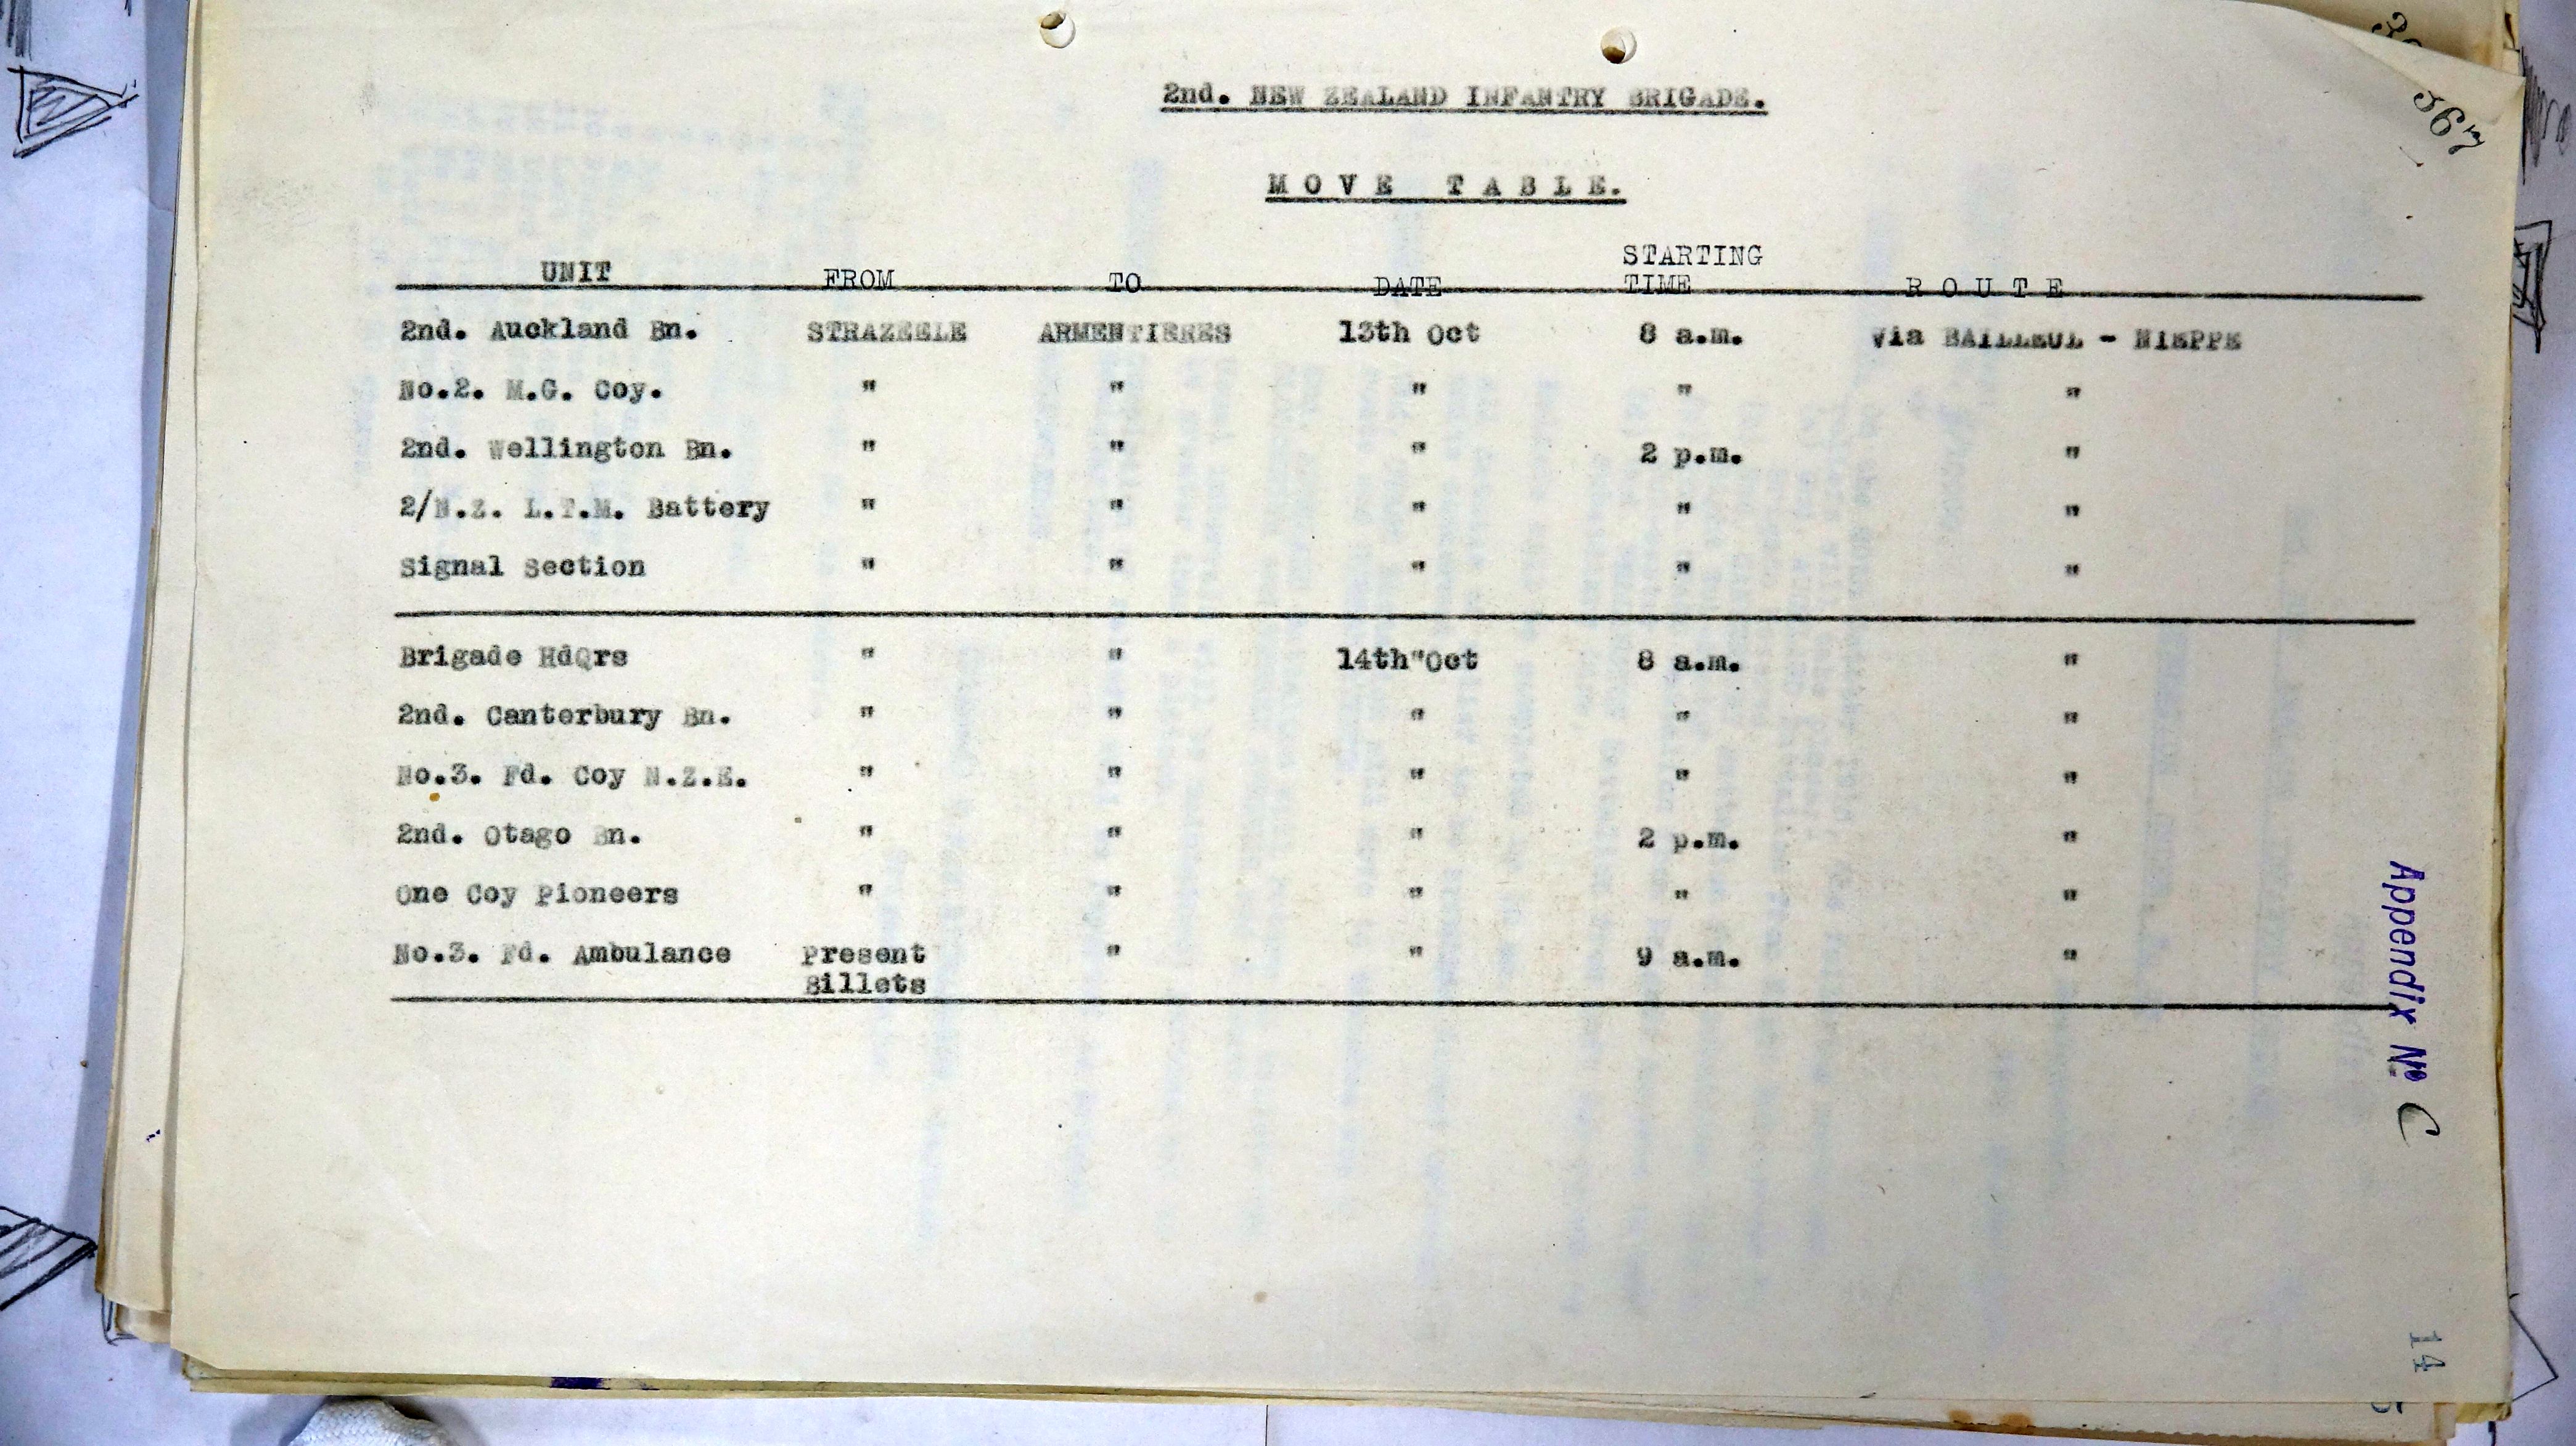 2nd. NEW ZEALAND INFANTRY BRIGADE.
MOVE TABLE.
UNIT FROM TO DATE STARTING TIME ROUTE
2nd. Auckland Bn. STRAZEELE ARMENTIERES 13th Oct 8 a.m. Via BAILLEUL - NIEPPE
No.2. M.G. Coy. " " " " "
2nd. Wellington Bn. " " " 2 p.m. "
2/N.Z. L.T.M. Battery " " " " "
Signal Section " " " " "
Brigade HdQrs " " 14th"Oct 8 a.m. "
2nd. Canterbury Bn. " " " " "
No.3. Fd. Coy N.Z.E. " " " " "
2nd. Otago Bn. " " " 2 p.m. "
One Coy Pioneers " " " " "
No.3. Fd. Ambulance Present " " 9 a.m. "
Billets
Appendix No C
367
14